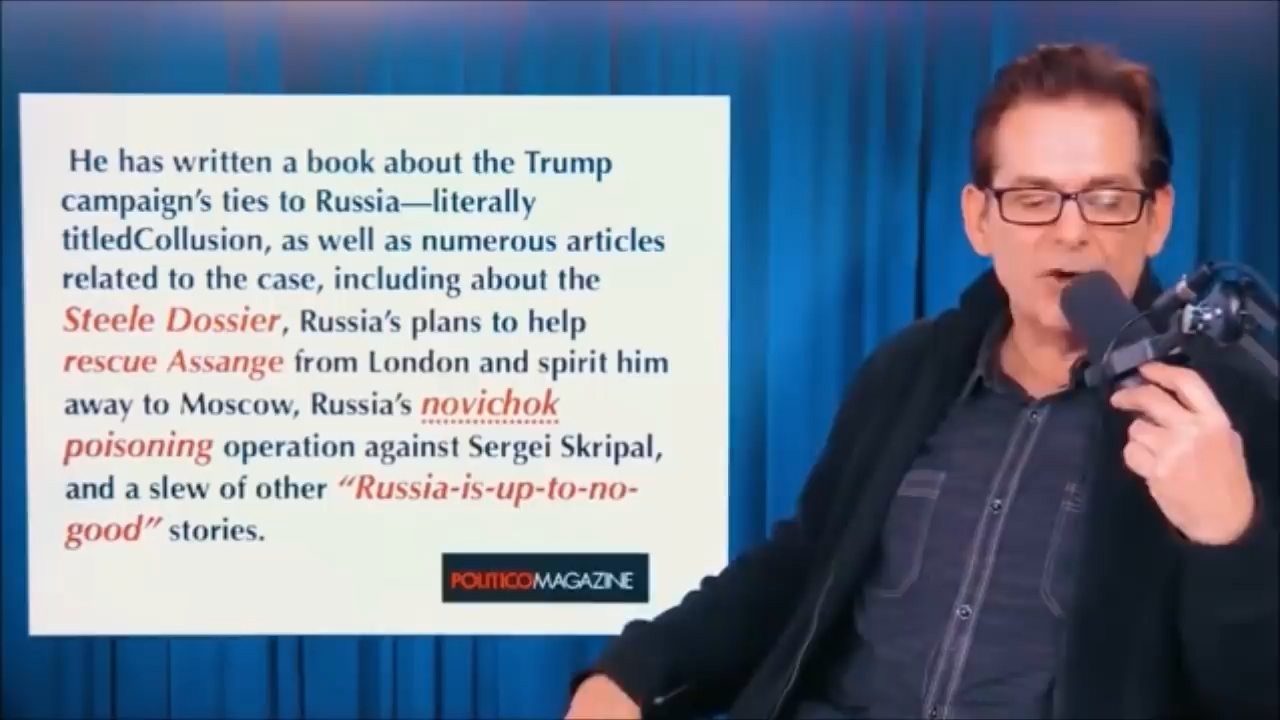 He has written a book about the Trump
campaign's ties to Russia—literally
titledCollusion, as well as numerous articles
related to the case, including about the
Steele Dossier, Russia's plans to help
rescue Assange from London and spirit him
away to Moscow, Russia's novichok
poisoning operation against Sergei Skripal,
and a slew of other “Russia-is-up-to-no-
good” stories.
POLITICOMAGAZINE